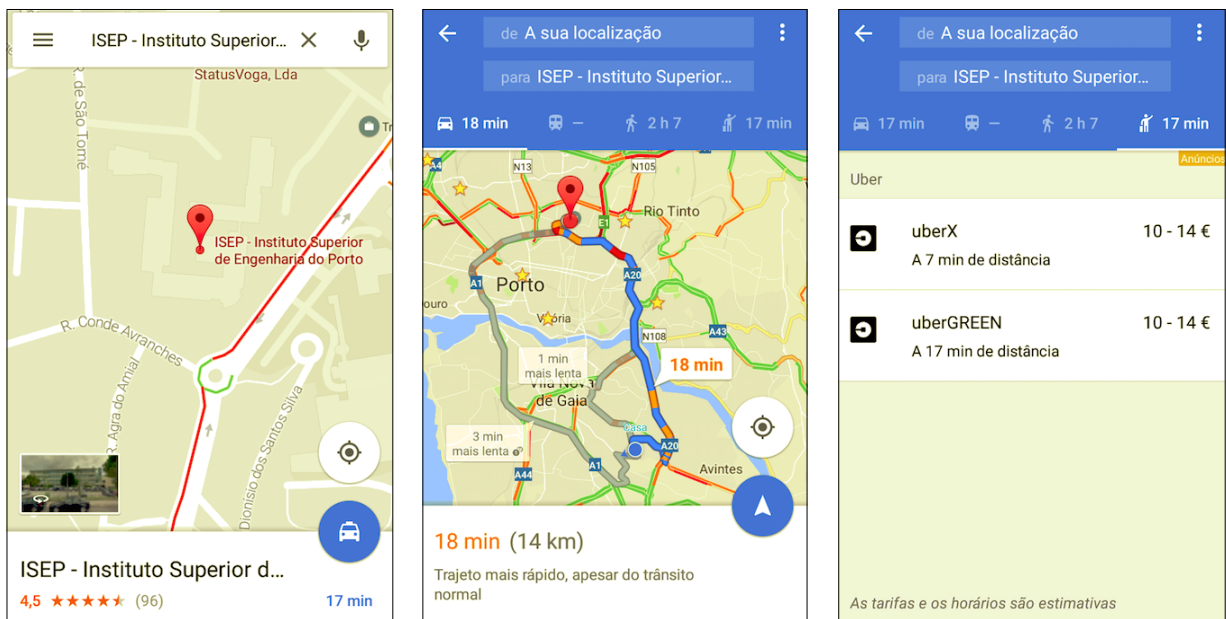 ISEP - Instituto Superior...
StatusVoga, Lda
R. de São Tomé
ISEP - Instituto Superior
de Engenharia do Porto
R. Conde Avranches
R. Agra do Amial
Dionísio dos Santos Silva
ISEP - Instituto Superior d...
4,5 (96)
17 min
de A sua localização
para ISEP - Instituto Superior...
18 min — 2 h 7 17 min
A4
N13
N105
Rio Tinto
E1
A20
A1
Porto
N108
A43
1 min
mais lenta
18 min
Vila Nova
de Gaia
Casa
3 min
mais lenta
A20
A1
A44
Avintes
18 min (14 km)
Trajeto mais rápido, apesar do trânsito
normal
de A sua localização
para ISEP - Instituto Superior...
17 min — 2 h 7 17 min
Anúncios
Uber
uberX 10 - 14 €
A 7 min de distância
uberGREEN 10 - 14 €
A 17 min de distância
As tarifas e os horários são estimativas